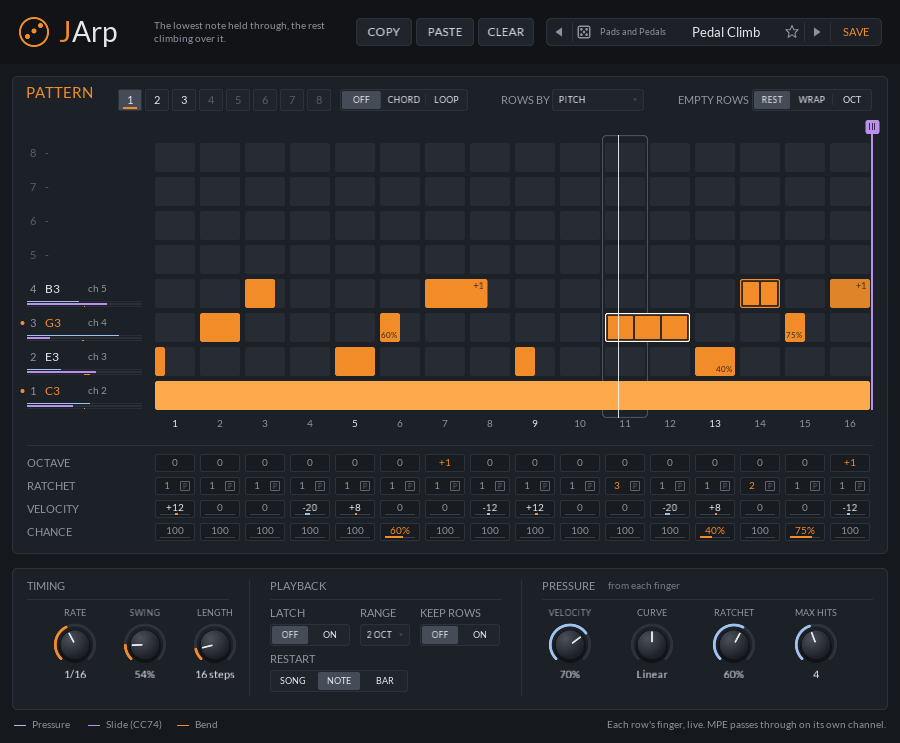 JArp
The lowest note held through, the rest
climbing over it.
COPY PASTE CLEAR
Pads and Pedals Pedal Climb SAVE
PATTERN 1 2 3 4 5 6 7 8 OFF CHORD LOOP ROWS BY PITCH EMPTY ROWS REST WRAP OCT
8 -
7 -
6 -
5 -
4 B3 ch 5 +1 +1
3 G3 ch 4 60% 75%
2 E3 ch 3 40%
1 C3 ch 2
1 2 3 4 5 6 7 8 9 10 11 12 13 14 15 16
OCTAVE 0 0 0 0 0 0 +1 0 0 0 0 0 0 0 0 +1
RATCHET 1 P 1 P 1 P 1 P 1 P 1 P 1 P 1 P 1 P 1 P 3 P 1 P 1 P 2 P 1 P 1 P
VELOCITY +12 0 0 -20 +8 0 0 -12 +12 0 0 -20 +8 0 0 -12
CHANCE 100 100 100 100 100 60% 100 100 100 100 100 100 40% 100 75% 100
TIMING
RATE SWING LENGTH
1/16 54% 16 steps
PLAYBACK
LATCH RANGE KEEP ROWS
OFF ON 2 OCT OFF ON
RESTART
SONG NOTE BAR
PRESSURE from each finger
VELOCITY CURVE RATCHET MAX HITS
70% Linear 60% 4
Pressure Slide (CC74) Bend
Each row's finger, live. MPE passes through on its own channel.